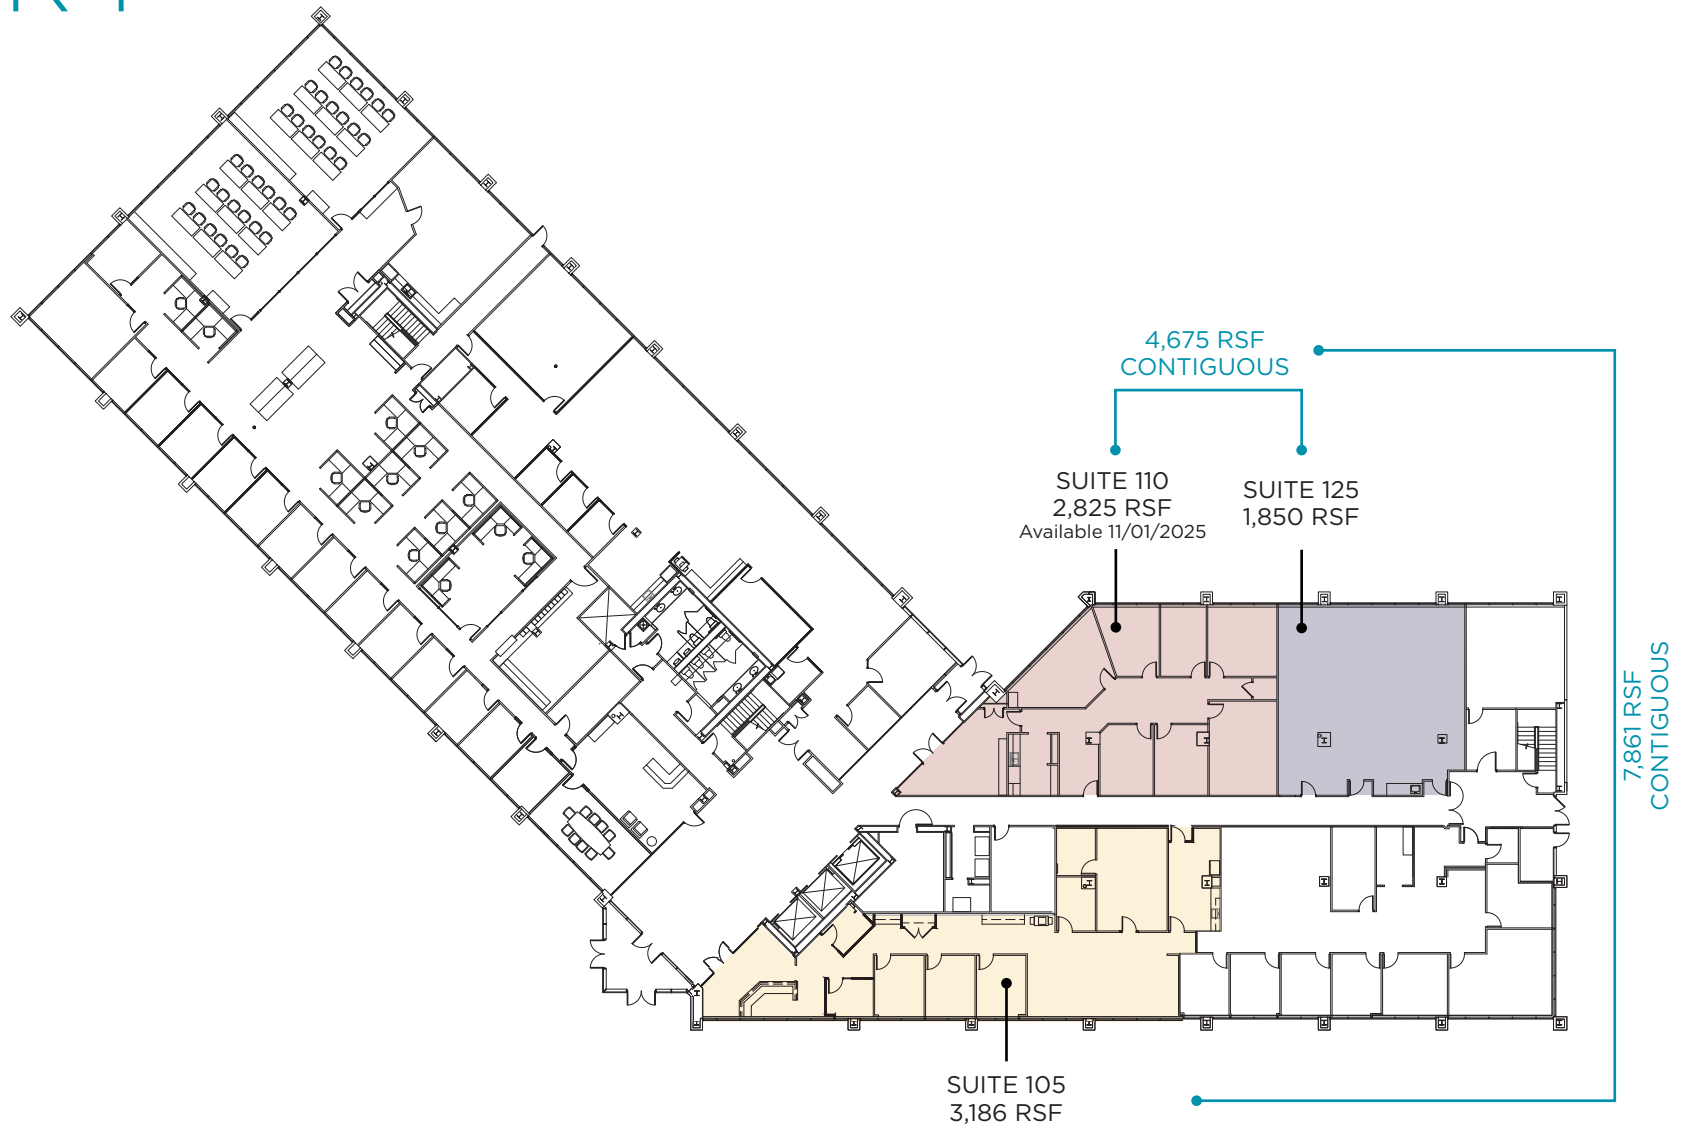 4,675 RSF
CONTIGUOUS
SUITE 110
2,825 RSF
Available 11/01/2025
SUITE 125
1,850 RSF
7,861 RSF
CONTIGUOUS
SUITE 105
3,186 RSF